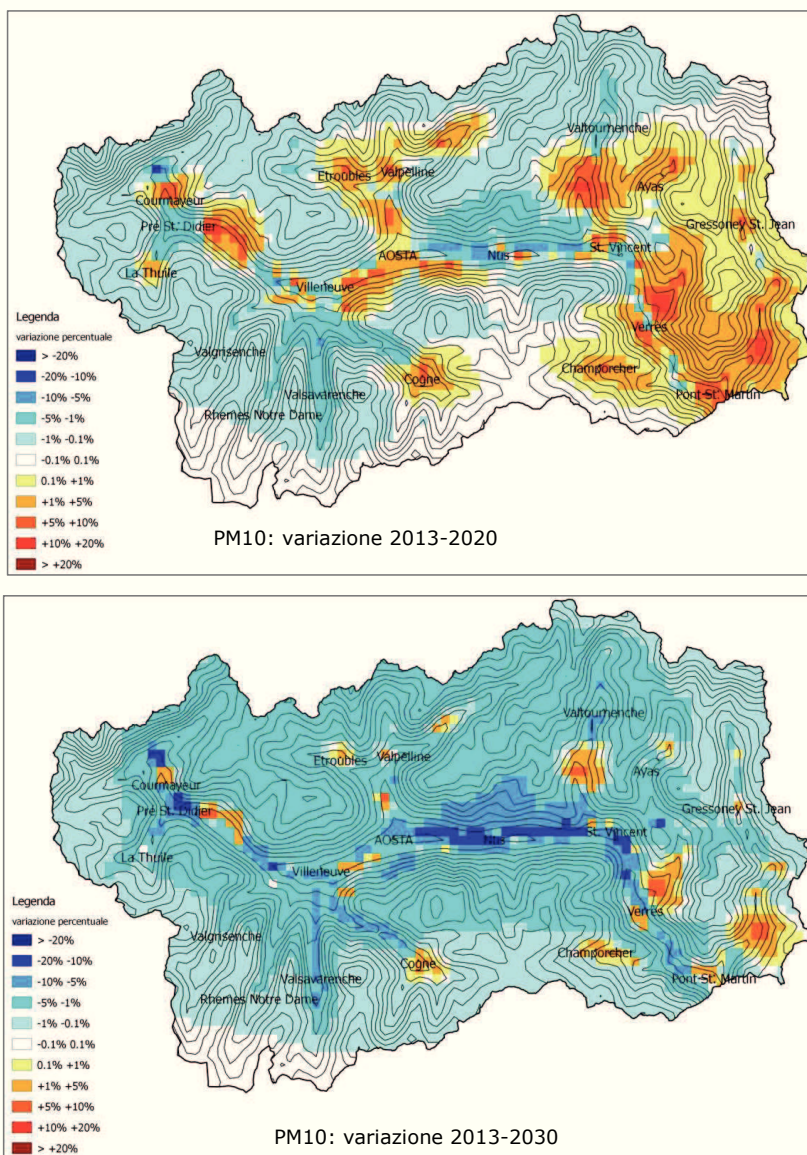 Valtournenche
Etroubles
Valpelline
Ayas
Courmayeur
Pré St. Didier
Gressoney St. Jean
AOSTA
Nus
St. Vincent
La Thuile
Villeneuve
Legenda
variazione percentuale
> -20%
-20% -10%
-10% -5%
-5% -1%
-1% -0.1%
-0.1% 0.1%
0.1% +1%
+1% +5%
+5% +10%
+10% +20%
> +20%
Verres
Valgrisenche
Cogne
Champorcher
Valsavarenche
Pont St. Martin
Rhemes Notre Dame
PM10: variazione 2013-2020
Valtournenche
Etroubles
Valpelline
Ayas
Courmayeur
Pré St. Didier
Gressoney St. Jean
AOSTA
Nus
St. Vincent
La Thuile
Villeneuve
Legenda
variazione percentuale
> -20%
-20% -10%
-10% -5%
-5% -1%
-1% -0.1%
-0.1% 0.1%
0.1% +1%
+1% +5%
+5% +10%
+10% +20%
> +20%
Verres
Valgrisenche
Cogne
Champorcher
Valsavarenche
Pont St. Martin
Rhemes Notre Dame
PM10: variazione 2013-2030